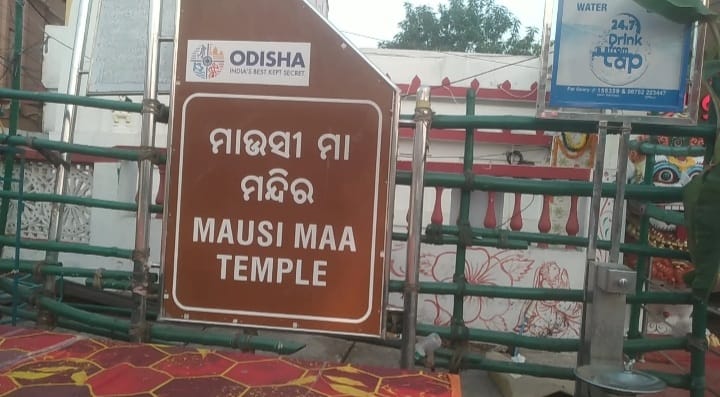 ODISHA
INDIA'S BEST KEPT SECRET
ମାଉସୀ ମା
ମନ୍ଦିର
MAUSI MAA
TEMPLE
WATER
24x7
Drink
from
Tap